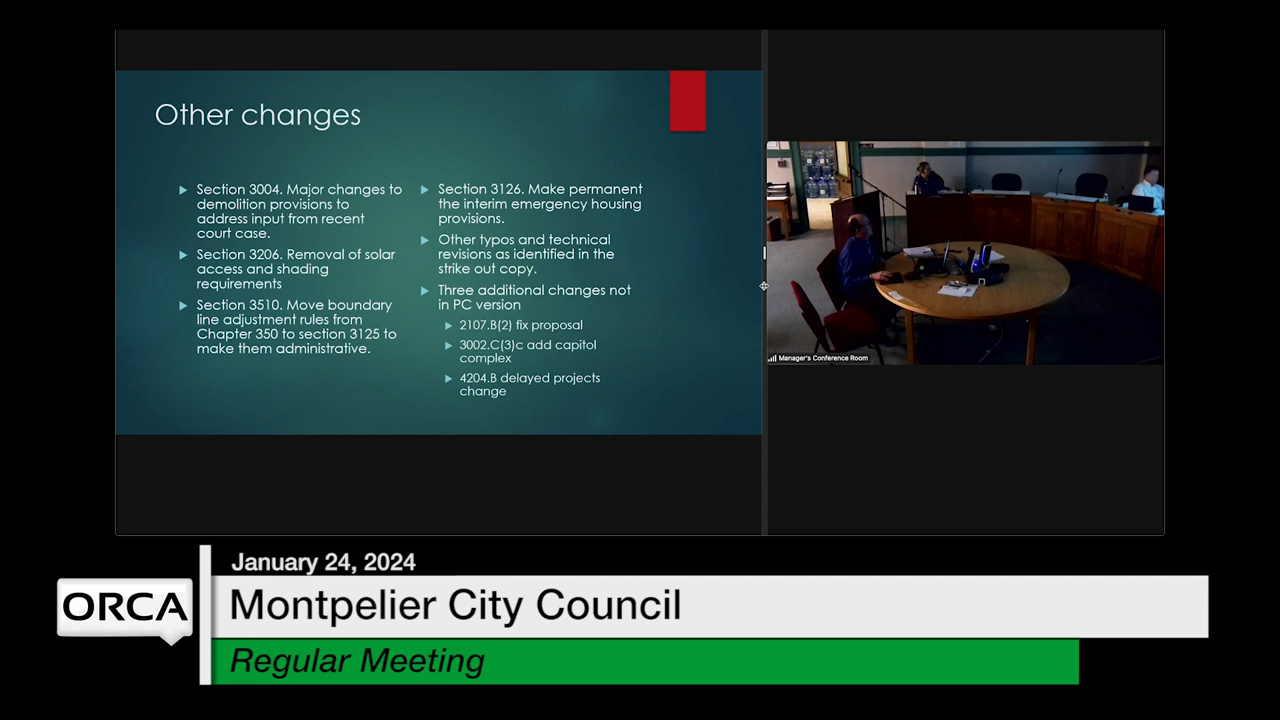 Other changes
Section 3004. Major changes to
demolition provisions to
address input from recent
court case.
Section 3206. Removal of solar
access and shading
requirements
Section 3510. Move boundary
line adjustment rules from
Chapter 350 to section 3125 to
make them administrative.
Section 3126. Make permanent
the interim emergency housing
provisions.
Other typos and technical
revisions as identified in the
strike out copy.
Three additional changes not
in PC version
2107.B(2) fix proposal
3002.C(3)c add capitol
complex
4204.B delayed projects
change
Manager's Conference Room
January 24, 2024
ORCA
Montpelier City Council
Regular Meeting